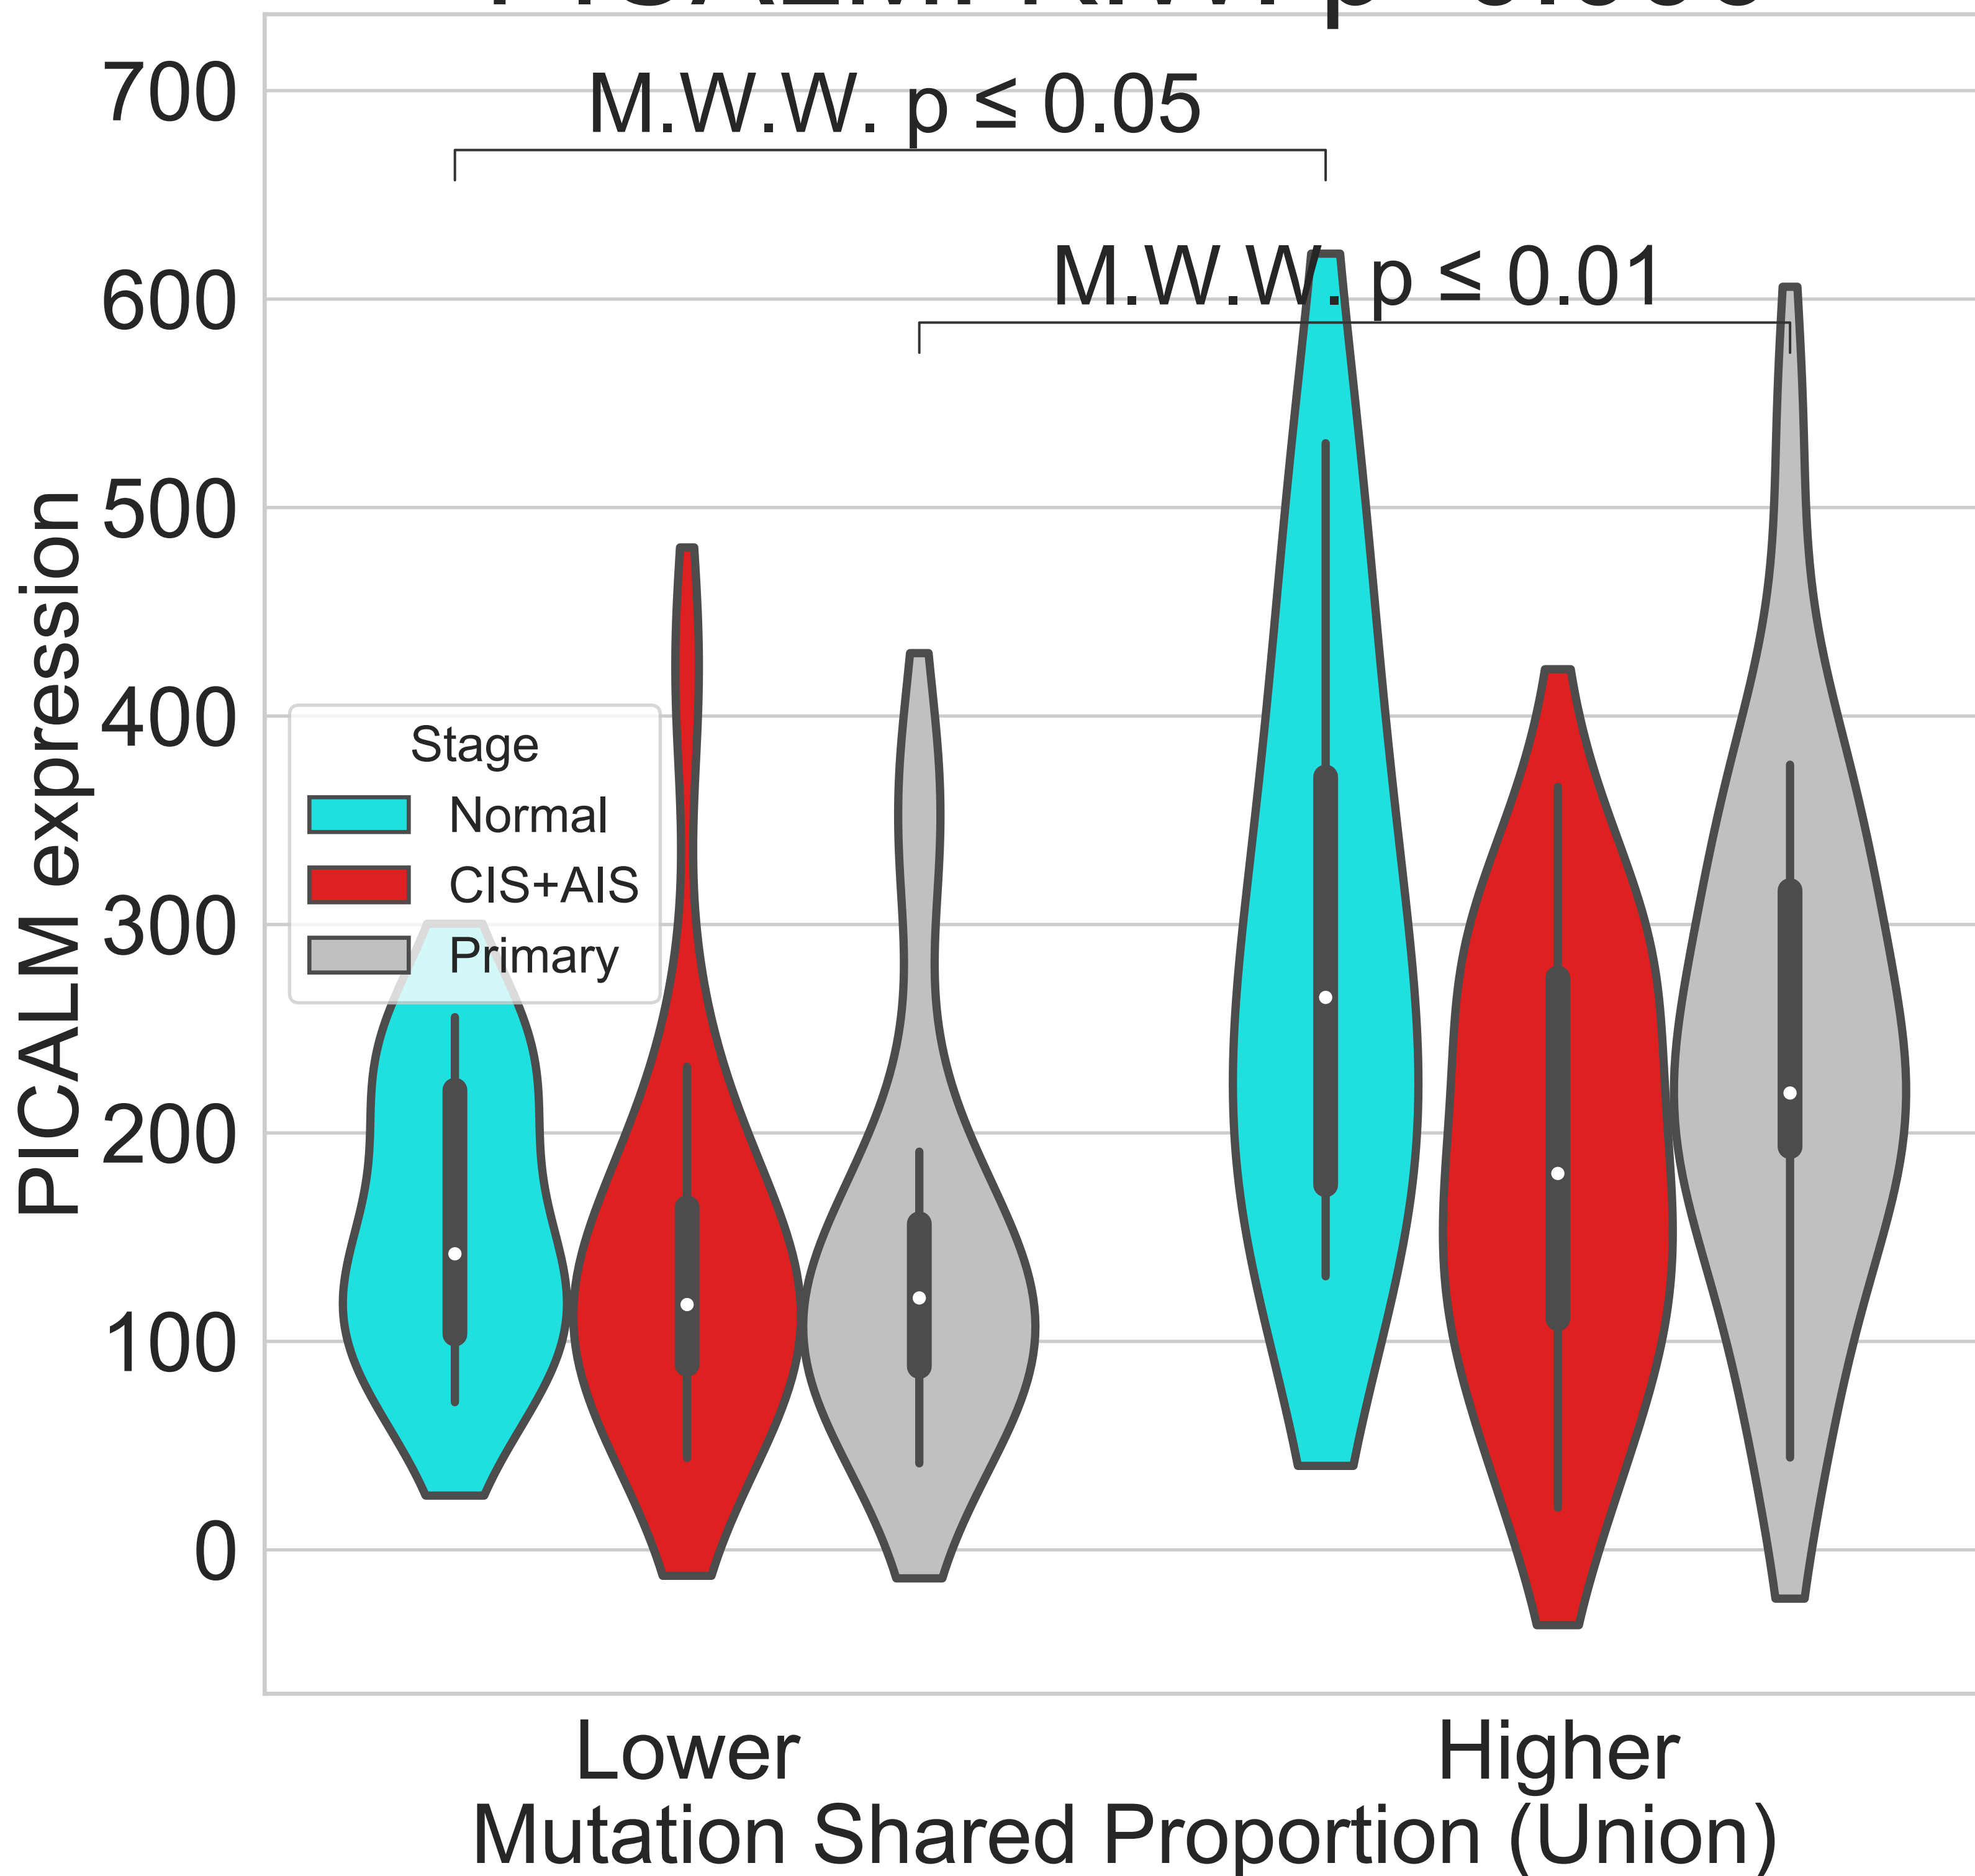 M.W.W. p ≤ 0.05
M.W.W. p ≤ 0.01
700
600
500
400
300
200
100
0
PICALM expression
Stage
Normal
CIS+AIS
Primary
Lower
Higher
Mutation Shared Proportion (Union)